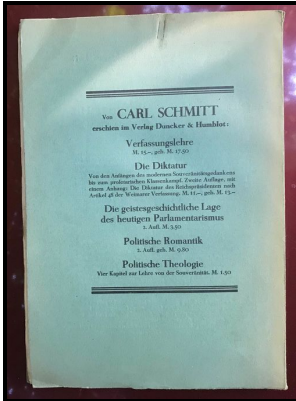 Von CARL SCHMITT
erschien im Verlag Duncker & Humblot:
Verfassungslehre
M. 15.–, geb. M. 17.50
Die Diktatur
Von den Anfängen des modernen Souveränitätsgedankens
bis zum proletarischen Klassenkampf. Zweite Auflage, mit
einem Anhang: Die Diktatur des Reichspräsidenten nach
Artikel 48 der Weimarer Verfassung. M. 11.–, geb. M. 13.–
Die geistesgeschichtliche Lage
des heutigen Parlamentarismus
2. Aufl. M. 3.50
Politische Romantik
2. Aufl. geb. M. 9.80
Politische Theologie
Vier Kapitel zur Lehre von der Souveränität. M. 1.50